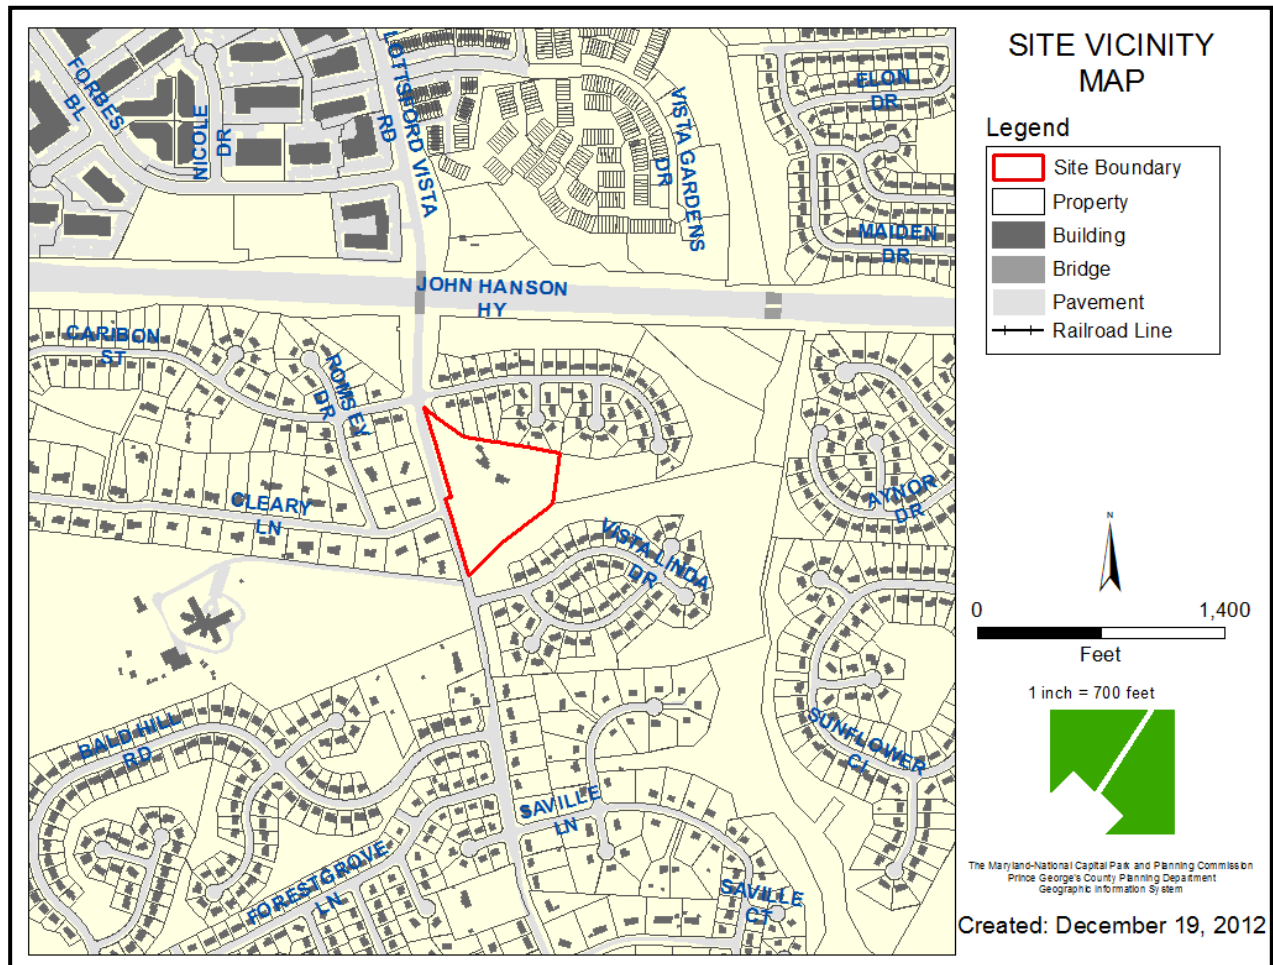 SITE VICINITY
MAP
Legend
Site Boundary
Property
Building
Bridge
Pavement
Railroad Line
N
0 1,400
Feet
1 inch = 700 feet
The Maryland-National Capital Park and Planning Commission
Prince George's County Planning Department
Geographic Information System
Created: December 19, 2012
FORBES
BL
NICOLE
DR
LOTTSFORD VISTA
RD
VISTA GARDENS
DR
ELON
DR
MAIDEN
DR
JOHN HANSON
HY
CARIBON
ST
ROMSEY
DR
CLEARY
LN
VISTA LINDA
DR
AYNOR
DR
SUNFLOWER
CI
BALD HILL
RD
SAVILLE
LN
FORESTGROVE
LN
SAVILLE
CT